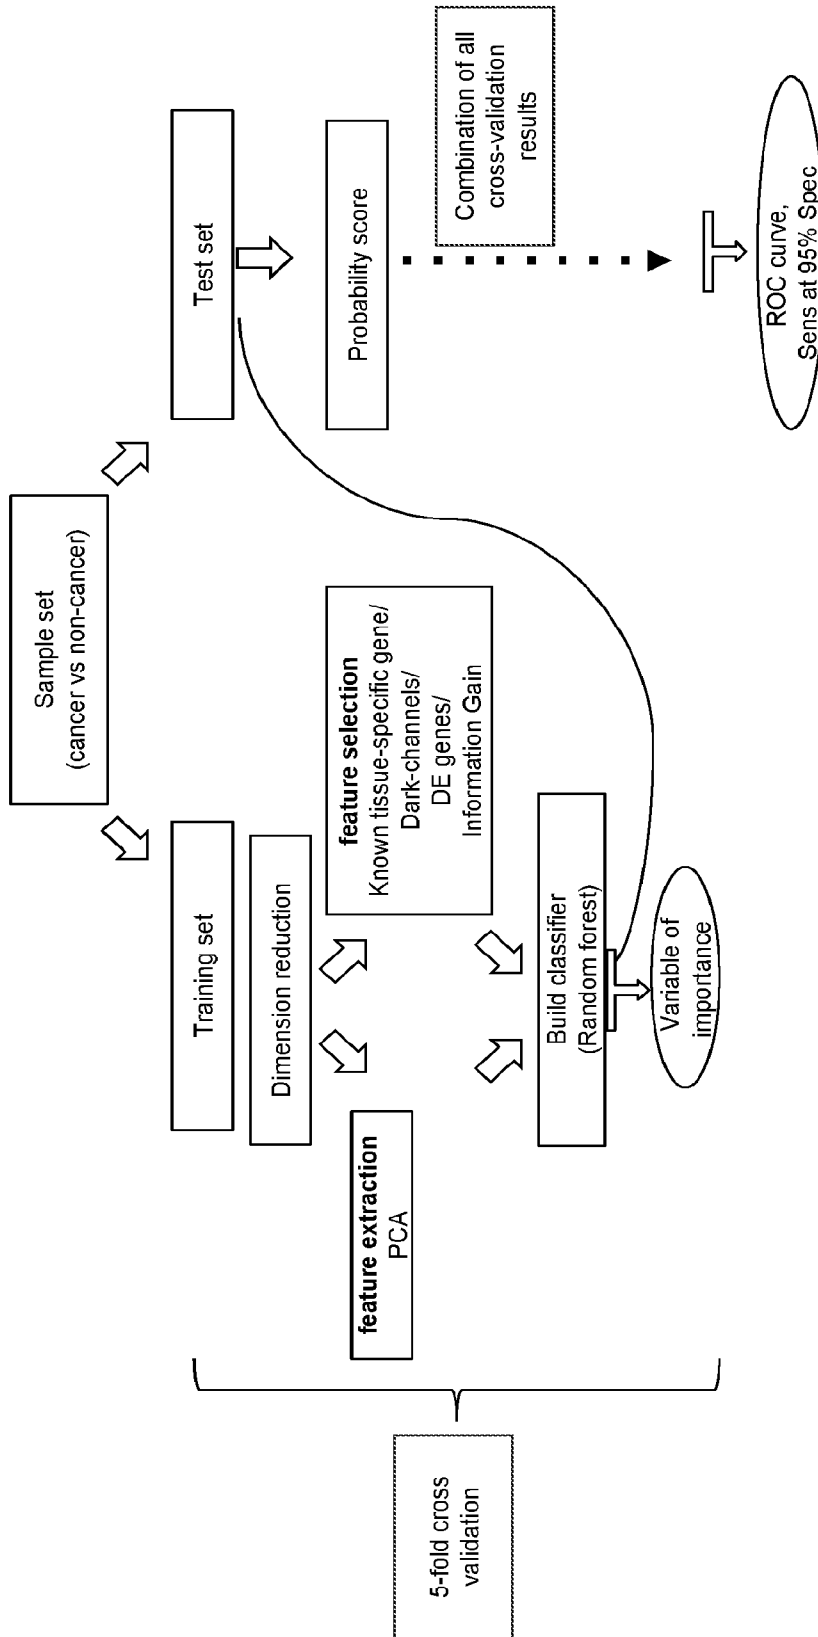 Sample set
(cancer vs non-cancer)
Training set
Test set
Dimension reduction
feature extraction
PCA
feature selection
Known tissue-specific gene/
Dark-channels/
DE genes/
Information Gain
Probability score
5-fold cross
validation
Combination of all
cross-validation
results
Build classifier
(Random forest)
Variable of
importance
ROC curve,
Sens at 95% Spec